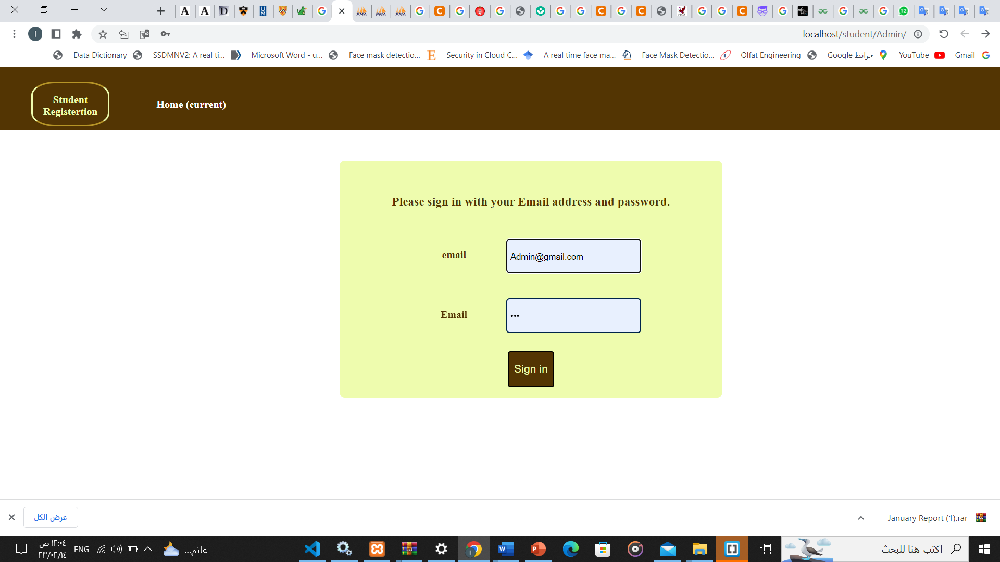 localhost/student/Admin/
Data Dictionary
SSDMNV2: A real ti...
Microsoft Word - u...
Face mask detectio...
Security in Cloud C...
A real time face ma...
Face Mask Detectio...
Olfat Engineering
خرائط Google
YouTube
Gmail
Student
Registertion
Home (current)
Please sign in with your Email address and password.
email
Admin@gmail.com
Email
•••
Sign in
عرض الكل
January Report (1).rar
١٢:٠٤ ص
٢٣/٠٢/١٤
ENG
غائم...
اكتب هنا للبحث